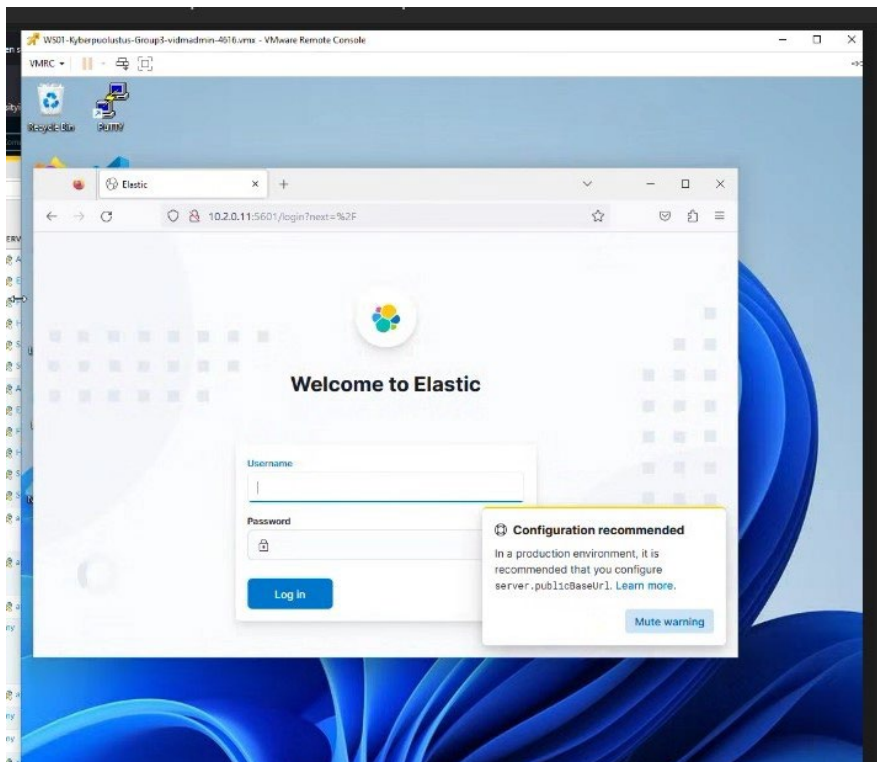 WS01-Kyberpuolustus-Group3-vidmadmin-4616.vmx - VMware Remote Console
VMRC
Recycle Bin
PuTTY
Elastic
10.2.0.11:5601/login?next=%2F
Welcome to Elastic
Username
Password
Log in
Configuration recommended
In a production environment, it is
recommended that you configure
server.publicBaseUrl. Learn more.
Mute warning